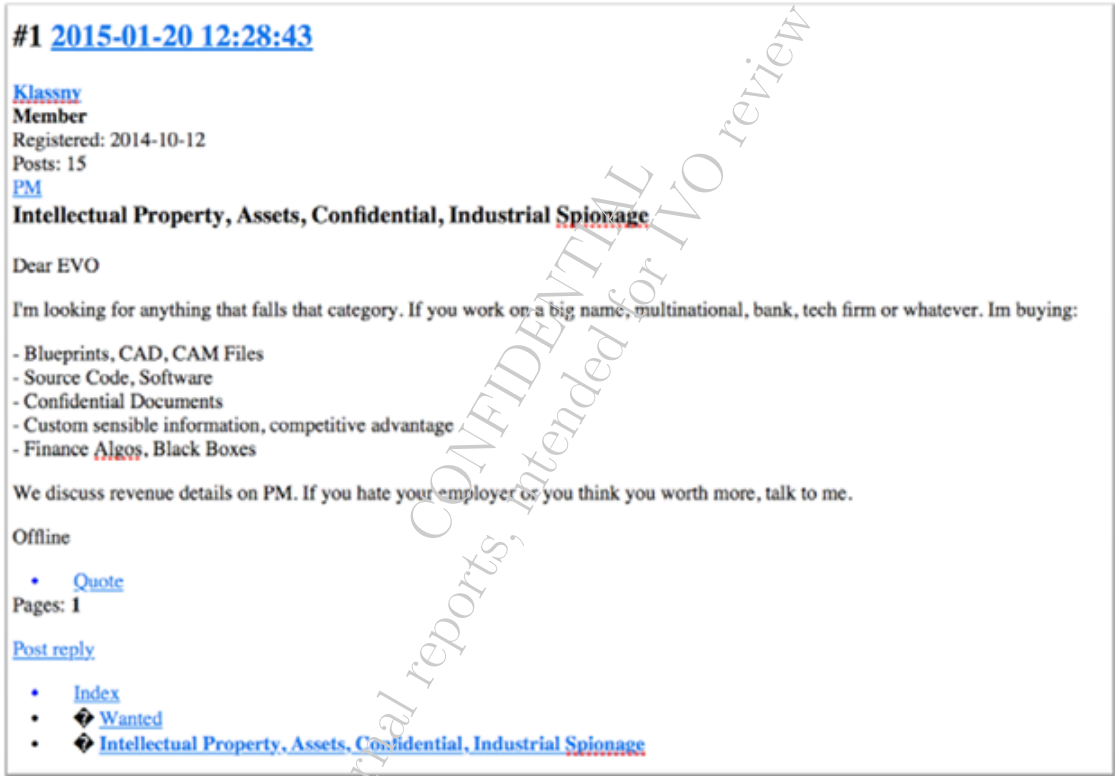 #1 2015-01-20 12:28:43
Klassny
Member
Registered: 2014-10-12
Posts: 15
PM
Intellectual Property, Assets, Confidential, Industrial Spionage
Dear EVO
I'm looking for anything that falls that category. If you work on a big name, multinational, bank, tech firm or whatever. Im buying:
- Blueprints, CAD, CAM Files
- Source Code, Software
- Confidential Documents
- Custom sensible information, competitive advantage
- Finance Algos, Black Boxes
We discuss revenue details on PM. If you hate your employer or you think you worth more, talk to me.
Offline
• Quote
Pages: 1
Post reply
• Index
• � Wanted
• � Intellectual Property, Assets, Confidential, Industrial Spionage
CONFIDENTIAL
reports, intended for IVO review